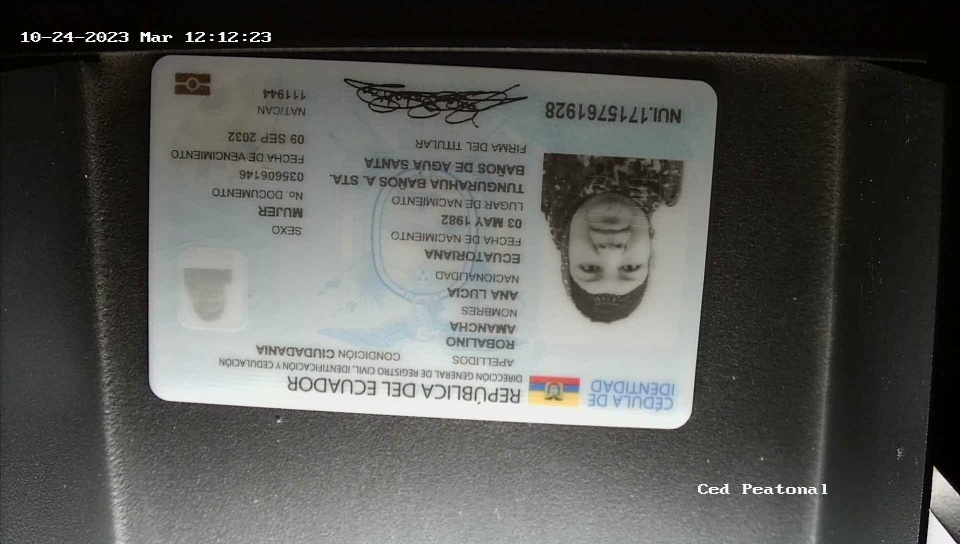 10-24-2023 Mar 12:12:23
CÉDULA DE
IDENTIDAD
REPÚBLICA DEL ECUADOR
DIRECCIÓN GENERAL DE REGISTRO CIVIL, IDENTIFICACIÓN Y CEDULACIÓN
APELLIDOS
ROBALINO
AMANCHA
CONDICIÓN CIUDADANIA
NOMBRES
ANA LUCIA
NACIONALIDAD
ECUATORIANA
FECHA DE NACIMIENTO
03 MAY 1982
LUGAR DE NACIMIENTO
TUNGURAHUA BAÑOS A. STA.
BAÑOS DE AGUA SANTA
FIRMA DEL TITULAR
SEXO
MUJER
No. DOCUMENTO
035606146
FECHA DE VENCIMIENTO
09 SEP 2032
NAT/CAN
111944
NUI.1715761928
Ced Peatonal